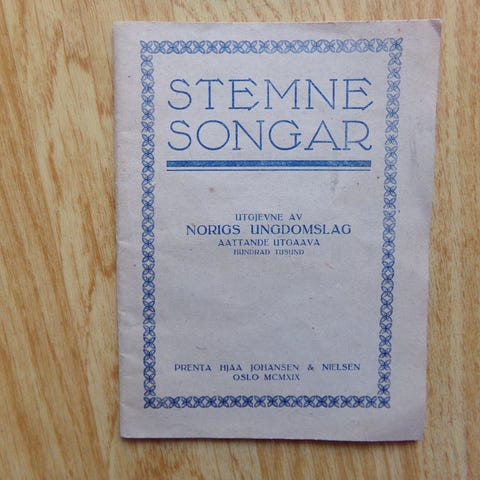 STEMNE
SONGAR
UTGJEVNE AV
NORIGS UNGDOMSLAG
AATTANDE UTGAAVA
HUNDRAD TUSUND
PRENTA HJAA JOHANSEN & NIELSEN
OSLO MCMXIX